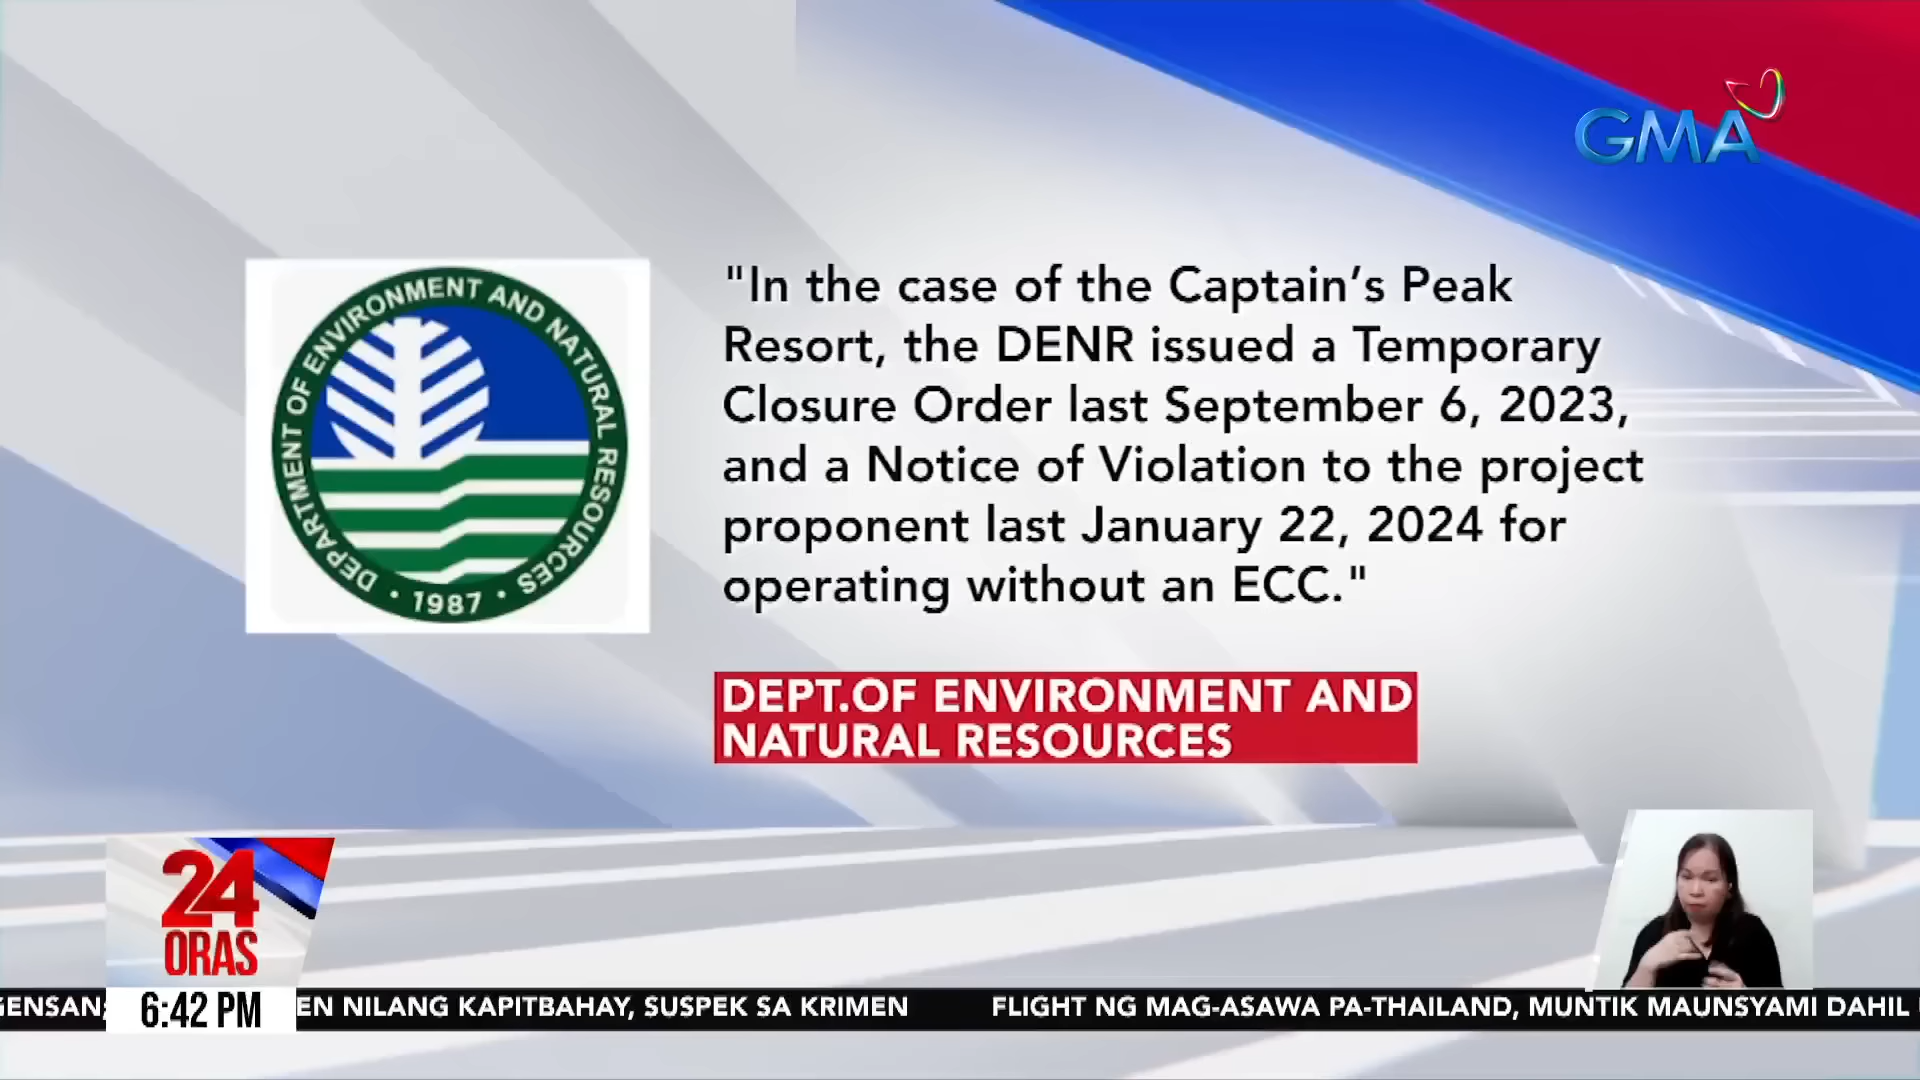 GMA
DEPARTMENT OF ENVIRONMENT AND NATURAL RESOURCES
• 1987 •
"In the case of the Captain’s Peak
Resort, the DENR issued a Temporary
Closure Order last September 6, 2023,
and a Notice of Violation to the project
proponent last January 22, 2024 for
operating without an ECC."
DEPT.OF ENVIRONMENT AND
NATURAL RESOURCES
24
ORAS
6:42 PM
GENSAN; EN NILANG KAPITBAHAY, SUSPEK SA KRIMEN FLIGHT NG MAG-ASAWA PA-THAILAND, MUNTIK MAUNSYAMI DAHIL